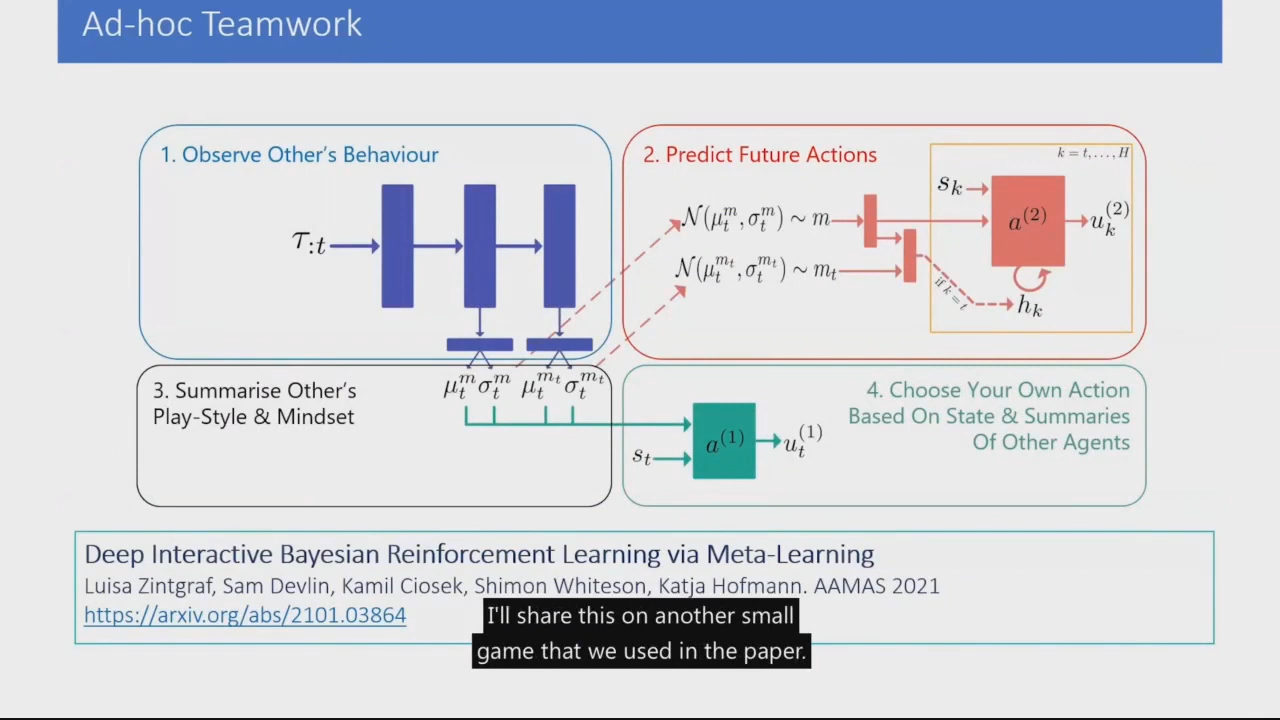 Ad-hoc Teamwork
1. Observe Other's Behaviour
τ:t
2. Predict Future Actions
k = t, . . . , H
s_k
N(μ_t^m, σ_t^m) ∼ m
a^(2)
u_k^(2)
N(μ_t^{m_t}, σ_t^{m_t}) ∼ m_t
if k = t
h_k
3. Summarise Other's
Play-Style & Mindset
μ_t^m σ_t^m μ_t^{m_t} σ_t^{m_t}
4. Choose Your Own Action
Based On State & Summaries
Of Other Agents
a^(1)
u_t^(1)
s_t
Deep Interactive Bayesian Reinforcement Learning via Meta-Learning
Luisa Zintgraf, Sam Devlin, Kamil Ciosek, Shimon Whiteson, Katja Hofmann. AAMAS 2021
https://arxiv.org/abs/2101.03864
I'll share this on another small
game that we used in the paper.